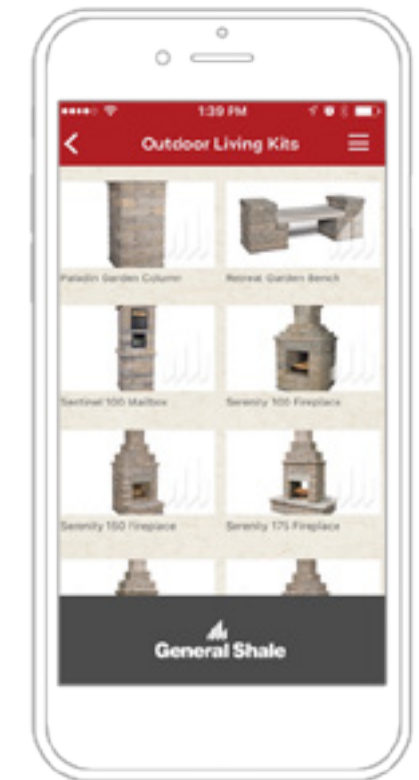 1:39 PM
Outdoor Living Kits
Paladin Garden Column
Retreat Garden Bench
Sentinel 100 Mailbox
Serenity 100 Fireplace
Serenity 150 Fireplace
Serenity 175 Fireplace
General Shale